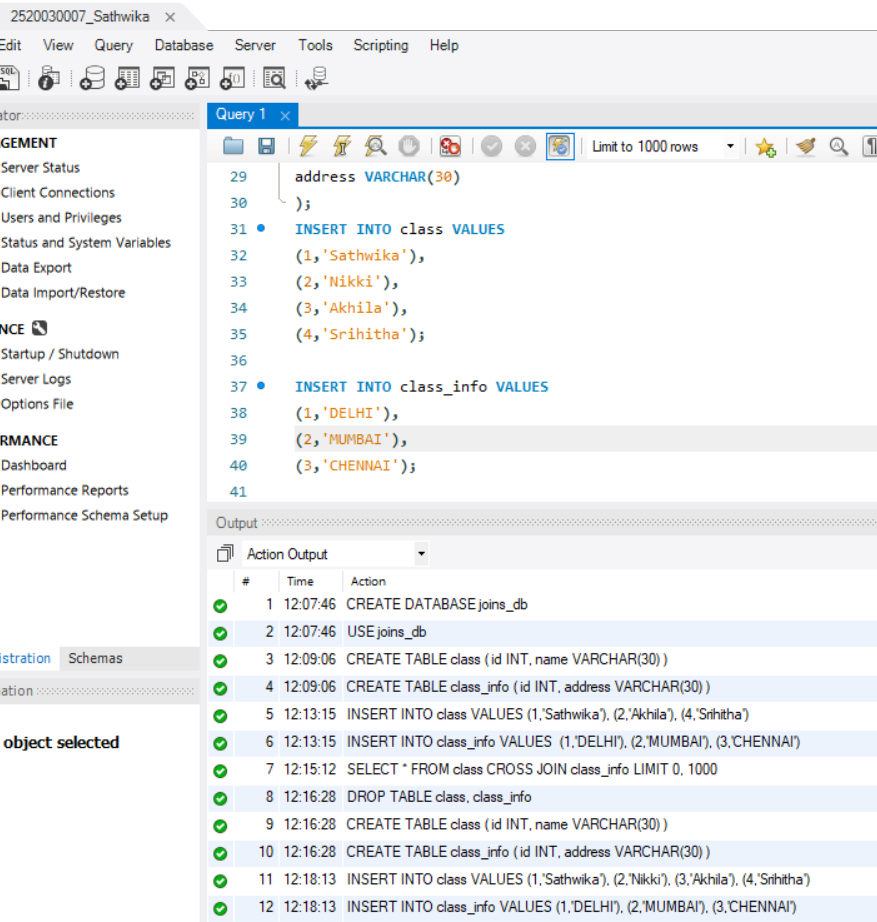 2520030007_Sathwika ×
Edit View Query Database Server Tools Scripting Help
Query 1 ×
GEMENT
Server Status
Client Connections
Users and Privileges
Status and System Variables
Data Export
Data Import/Restore
NCE
Startup / Shutdown
Server Logs
Options File
RMANCE
Dashboard
Performance Reports
Performance Schema Setup
istration Schemas
ation
object selected
Limit to 1000 rows
29 address VARCHAR(30)
30 );
31 INSERT INTO class VALUES
32 (1,'Sathwika'),
33 (2,'Nikki'),
34 (3,'Akhila'),
35 (4,'Srihitha');
36
37 INSERT INTO class_info VALUES
38 (1,'DELHI'),
39 (2,'MUMBAI'),
40 (3,'CHENNAI');
41
Output
Action Output
# Time Action
1 12:07:46 CREATE DATABASE joins_db
2 12:07:46 USE joins_db
3 12:09:06 CREATE TABLE class ( id INT, name VARCHAR(30) )
4 12:09:06 CREATE TABLE class_info ( id INT, address VARCHAR(30) )
5 12:13:15 INSERT INTO class VALUES (1,'Sathwika'), (2,'Akhila'), (4,'Srihitha')
6 12:13:15 INSERT INTO class_info VALUES (1,'DELHI'), (2,'MUMBAI'), (3,'CHENNAI')
7 12:15:12 SELECT * FROM class CROSS JOIN class_info LIMIT 0, 1000
8 12:16:28 DROP TABLE class, class_info
9 12:16:28 CREATE TABLE class ( id INT, name VARCHAR(30) )
10 12:16:28 CREATE TABLE class_info ( id INT, address VARCHAR(30) )
11 12:18:13 INSERT INTO class VALUES (1,'Sathwika'), (2,'Nikki'), (3,'Akhila'), (4,'Srihitha')
12 12:18:13 INSERT INTO class_info VALUES (1,'DELHI'), (2,'MUMBAI'), (3,'CHENNAI')